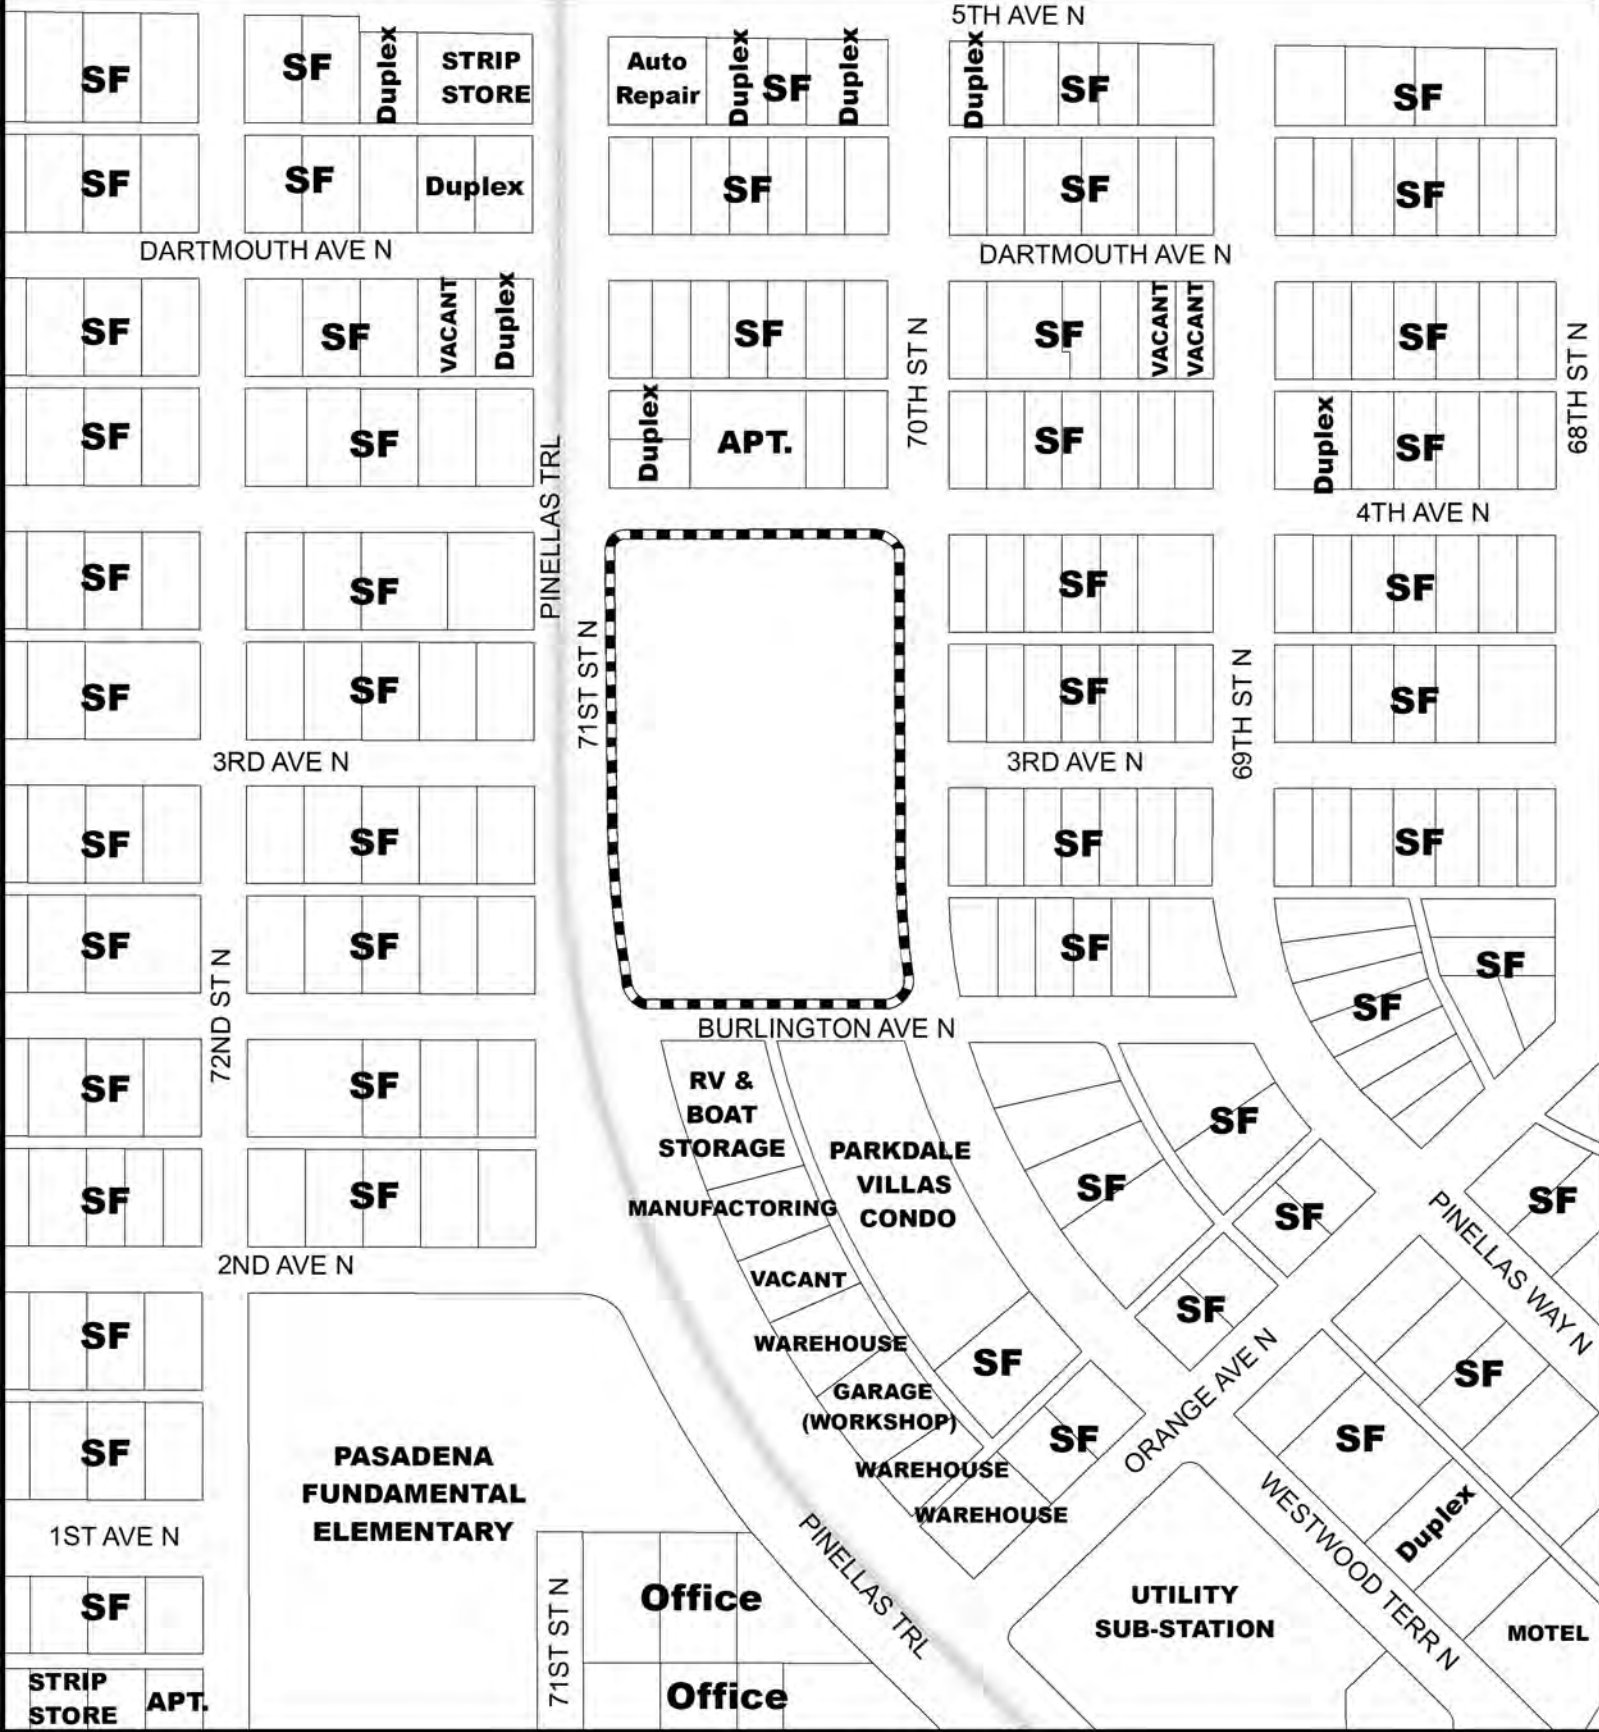 5TH AVE N
SF
SF
Duplex
STRIP
STORE
Auto
Repair
Duplex
SF
Duplex
Duplex
SF
SF
SF
SF
Duplex
SF
SF
SF
DARTMOUTH AVE N
DARTMOUTH AVE N
SF
SF
VACANT
Duplex
SF
70TH ST N
SF
VACANT
VACANT
SF
68TH ST N
SF
SF
PINELLAS TRL
Duplex
APT.
SF
Duplex
SF
4TH AVE N
SF
SF
SF
SF
71ST ST N
SF
SF
SF
69TH ST N
SF
3RD AVE N
3RD AVE N
SF
SF
SF
SF
SF
SF
SF
SF
SF
72ND ST N
BURLINGTON AVE N
SF
SF
RV &
BOAT
STORAGE
PARKDALE
VILLAS
CONDO
SF
SF
SF
SF
MANUFACTORING
SF
SF
SF
PINELLAS WAY N
2ND AVE N
VACANT
SF
SF
WAREHOUSE
SF
ORANGE AVE N
SF
GARAGE
(WORKSHOP)
SF
SF
SF
PASADENA
FUNDAMENTAL
ELEMENTARY
WAREHOUSE
WAREHOUSE
WESTWOOD TERR N
Duplex
1ST AVE N
PINELLAS TRL
SF
71ST ST N
Office
UTILITY
SUB-STATION
MOTEL
STRIP
STORE
APT.
Office